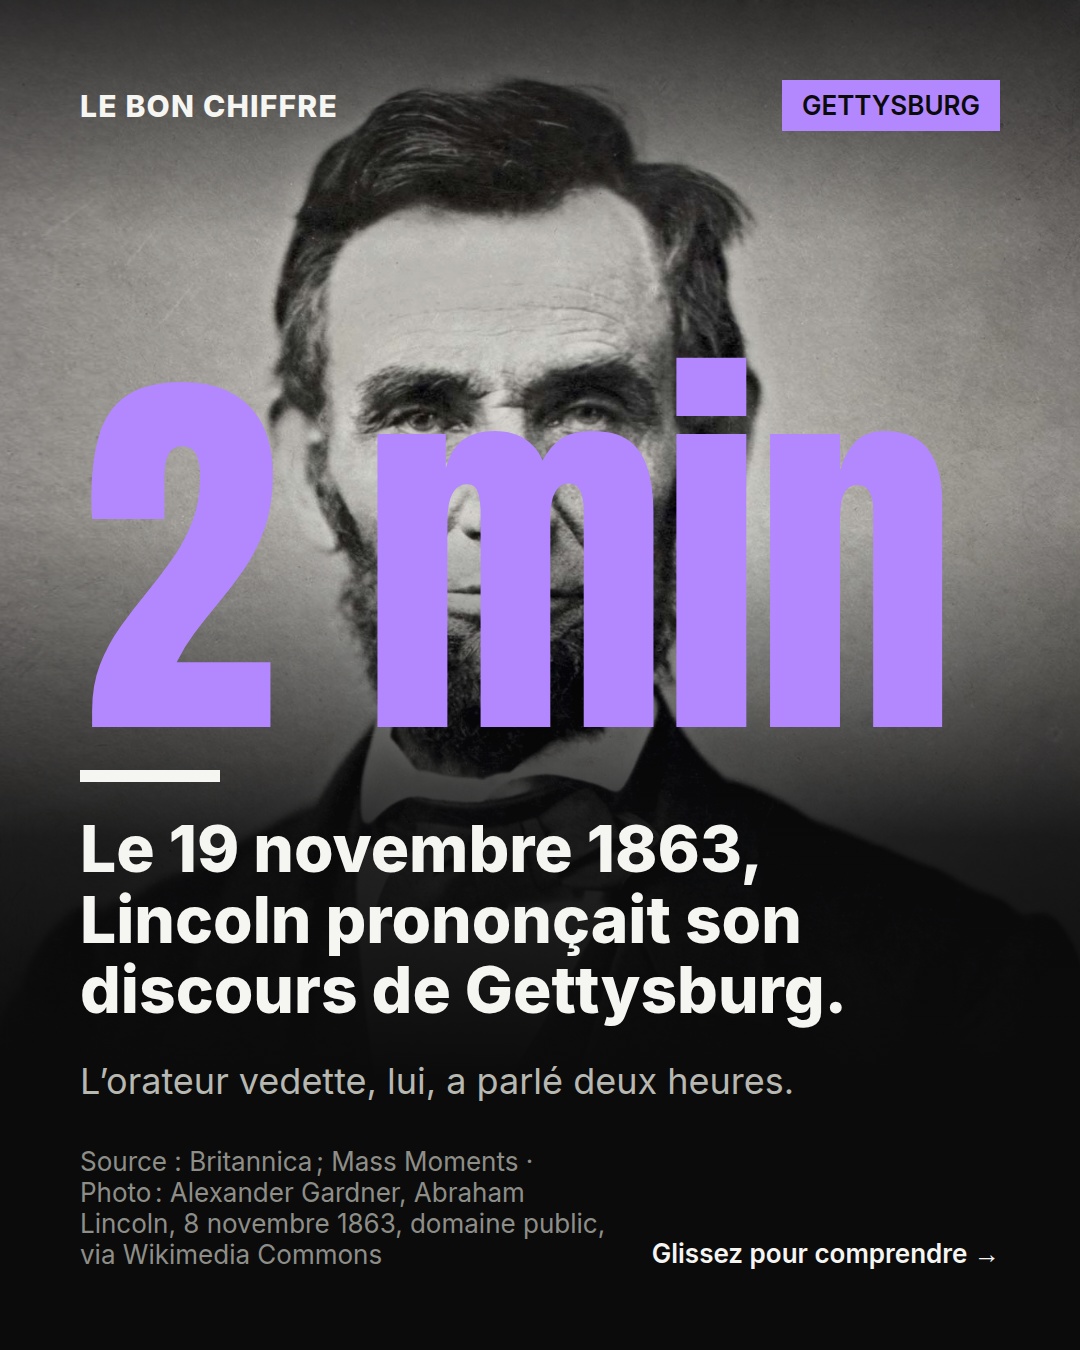 LE BON CHIFFRE
GETTYSBURG
2 min
Le 19 novembre 1863,
Lincoln prononçait son
discours de Gettysburg.
L’orateur vedette, lui, a parlé deux heures.
Source : Britannica ; Mass Moments ·
Photo : Alexander Gardner, Abraham
Lincoln, 8 novembre 1863, domaine public,
via Wikimedia Commons
Glissez pour comprendre →